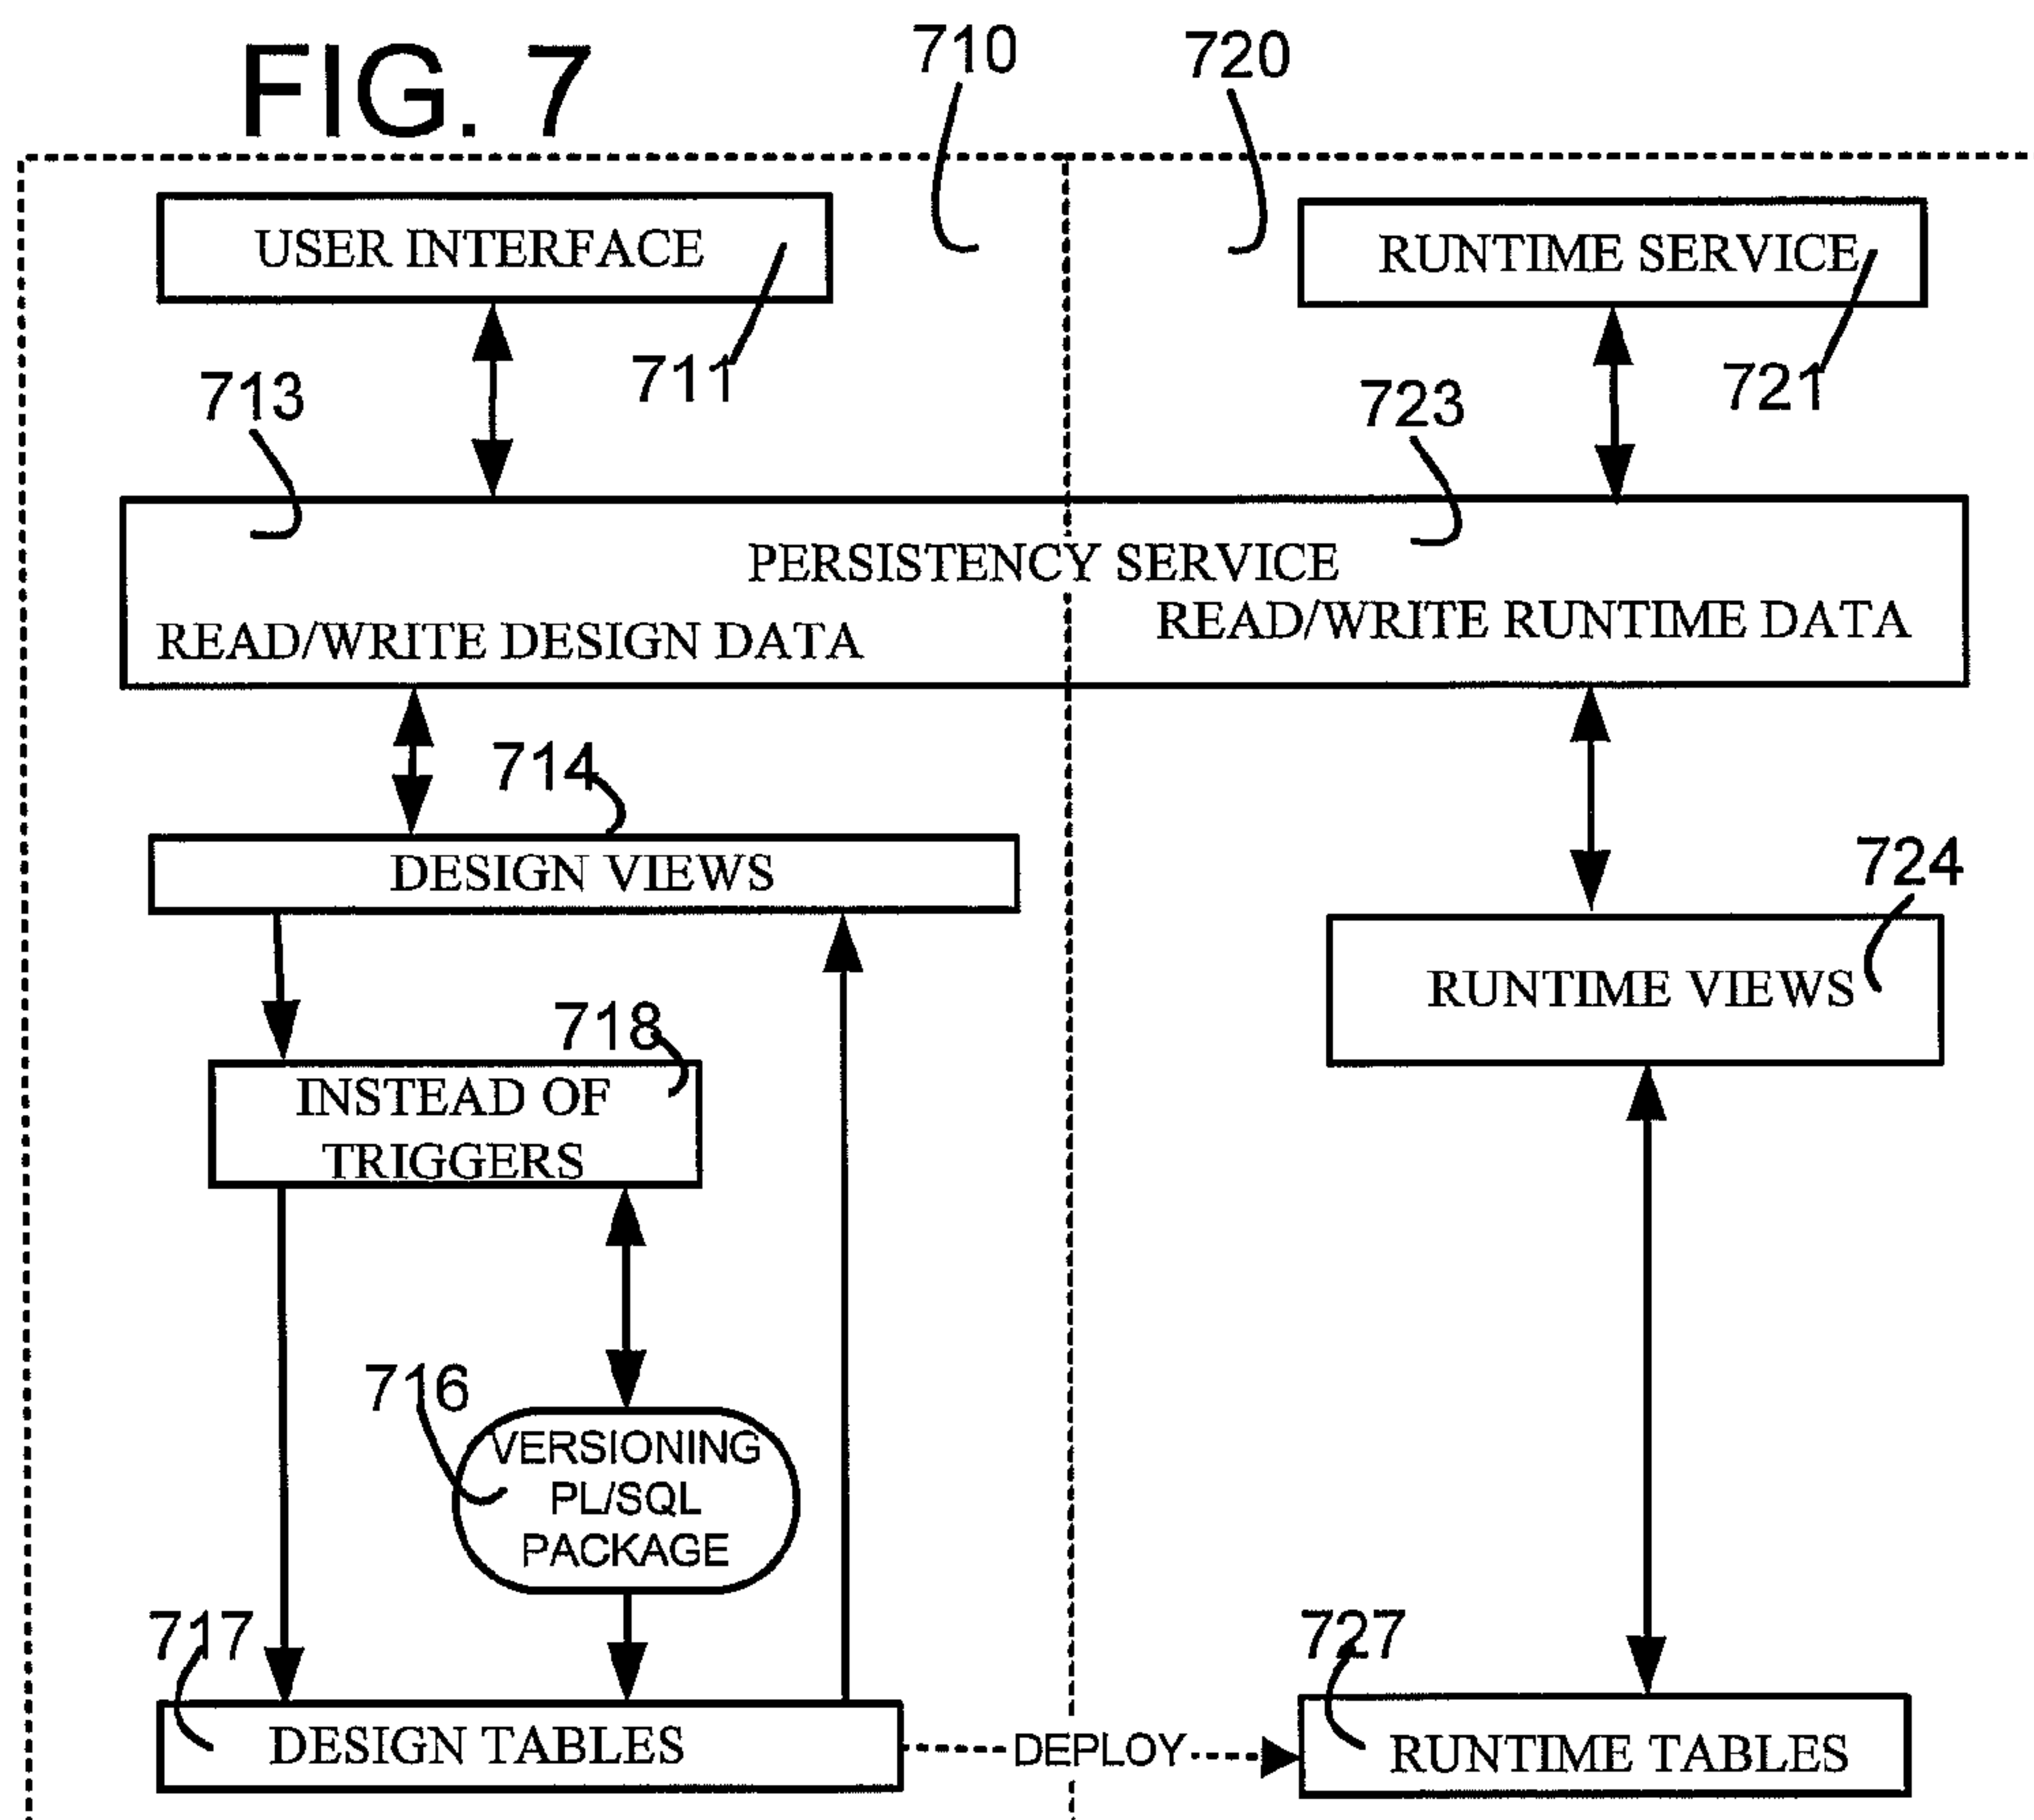 FIG. 7
710
720
USER INTERFACE
RUNTIME SERVICE
711
721
713
723
PERSISTENCY SERVICE
READ/WRITE DESIGN DATA
READ/WRITE RUNTIME DATA
714
DESIGN VIEWS
724
RUNTIME VIEWS
718
INSTEAD OF
TRIGGERS
716
VERSIONING
PL/SQL
PACKAGE
717
727
DESIGN TABLES
DEPLOY
RUNTIME TABLES